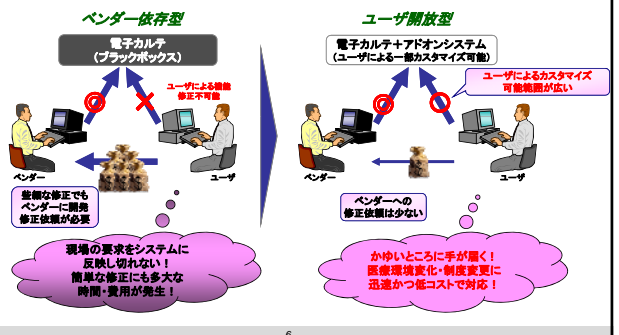 ベンダー依存型
電子カルテ
(ブラックボックス)
ユーザによる機能
修正不可能
ベンダー
ユーザ
些細な修正でも
ベンダーに開発
修正依頼が必要
現場の要求をシステムに
反映し切れない！
簡単な修正にも多大な
時間・費用が発生！
ユーザ開放型
電子カルテ＋アドオンシステム
(ユーザによる一部カスタマイズ可能)
ユーザによるカスタマイズ
可能範囲が広い
ベンダー
ユーザ
ベンダーへの
修正依頼は少ない
かゆいところに手が届く！
医療環境変化・制度変更に
迅速かつ低コストで対応！
6